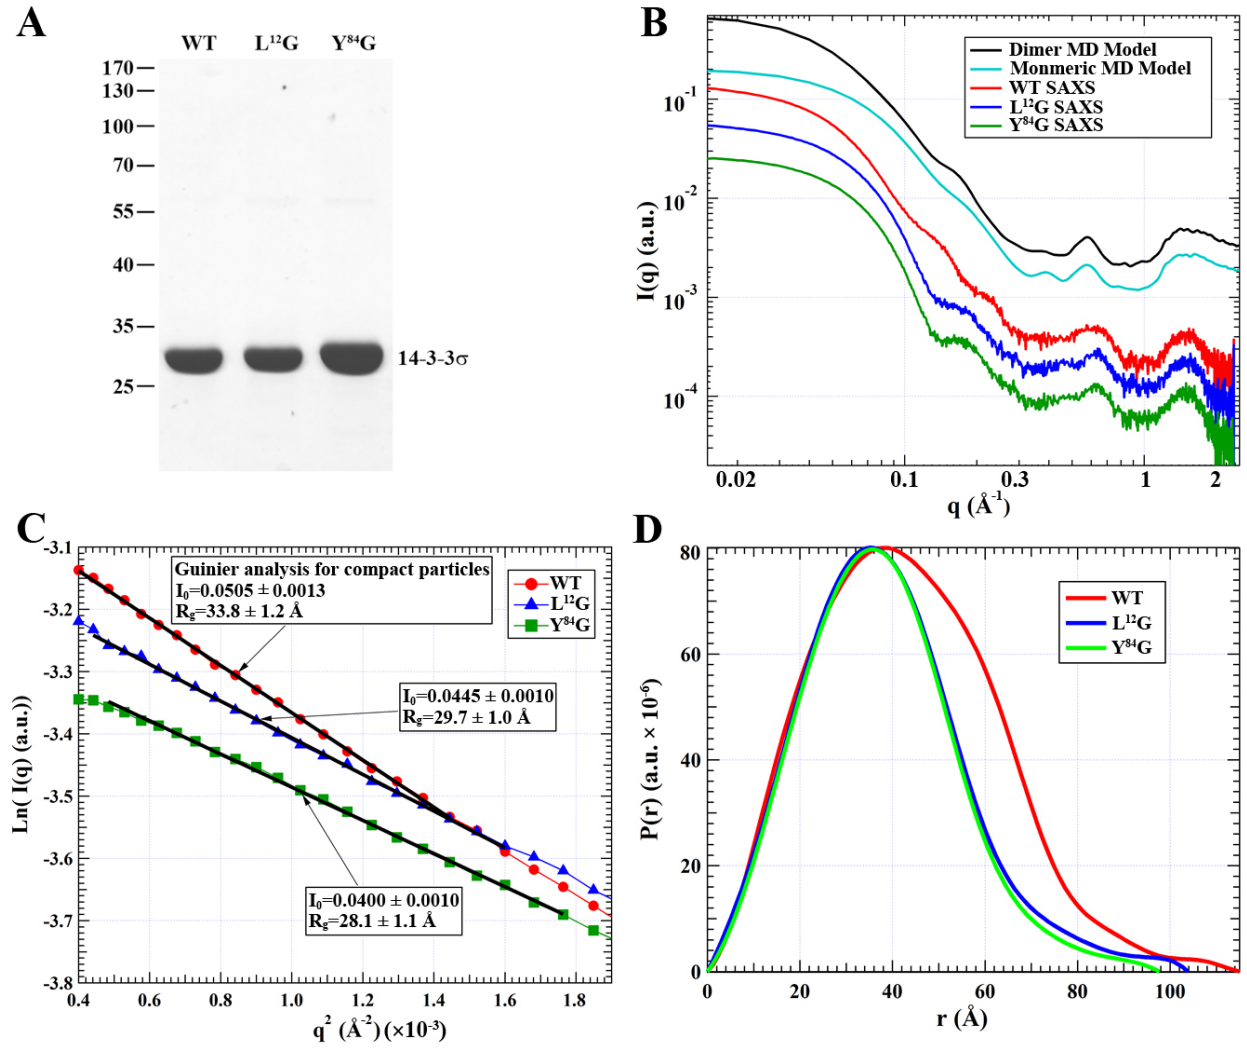 A
WT L¹²G Y⁸⁴G
170
130
100
70
55
40
35
25
14-3-3σ
B
Dimer MD Model
Monmeric MD Model
WT SAXS
L¹²G SAXS
Y⁸⁴G SAXS
I(q) (a.u.)
10⁻¹
10⁻²
10⁻³
10⁻⁴
0.02 0.1 0.3 1 2
q (Å⁻¹)
C
Guinier analysis for compact particles
I₀=0.0505 ± 0.0013
Rg=33.8 ± 1.2 Å
WT
L¹²G
Y⁸⁴G
I₀=0.0445 ± 0.0010
Rg=29.7 ± 1.0 Å
I₀=0.0400 ± 0.0010
Rg=28.1 ± 1.1 Å
Ln( I(q) (a.u.))
-3.1
-3.2
-3.3
-3.4
-3.5
-3.6
-3.7
-3.8
0.4 0.6 0.8 1.0 1.2 1.4 1.6 1.8
q² (Å⁻²) (×10⁻³)
D
WT
L¹²G
Y⁸⁴G
P(r) (a.u. × 10⁻⁶)
80
60
40
20
0
0 20 40 60 80 100
r (Å)